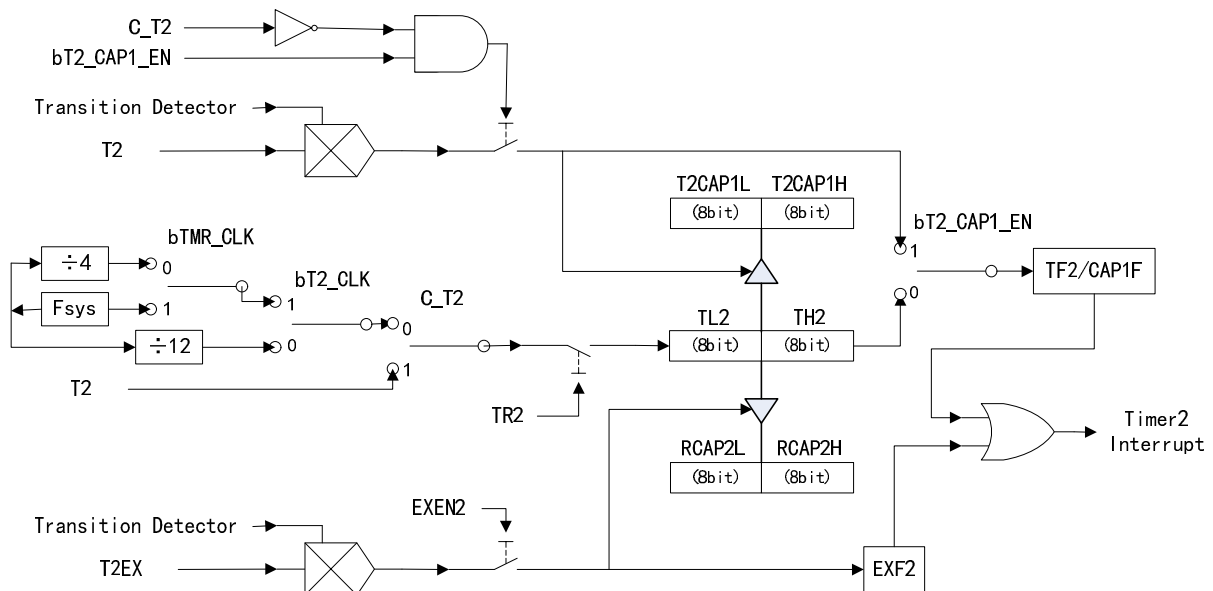 C_T2
bT2_CAP1_EN
Transition Detector
T2
T2CAP1L T2CAP1H
(8bit) (8bit)
bT2_CAP1_EN
1
0
TF2/CAP1F
bTMR_CLK
÷4
0
Fsys
1
bT2_CLK
1
0
÷12
C_T2
0
1
T2
TR2
TL2 TH2
(8bit) (8bit)
RCAP2L RCAP2H
(8bit) (8bit)
Timer2
Interrupt
EXEN2
Transition Detector
T2EX
EXF2